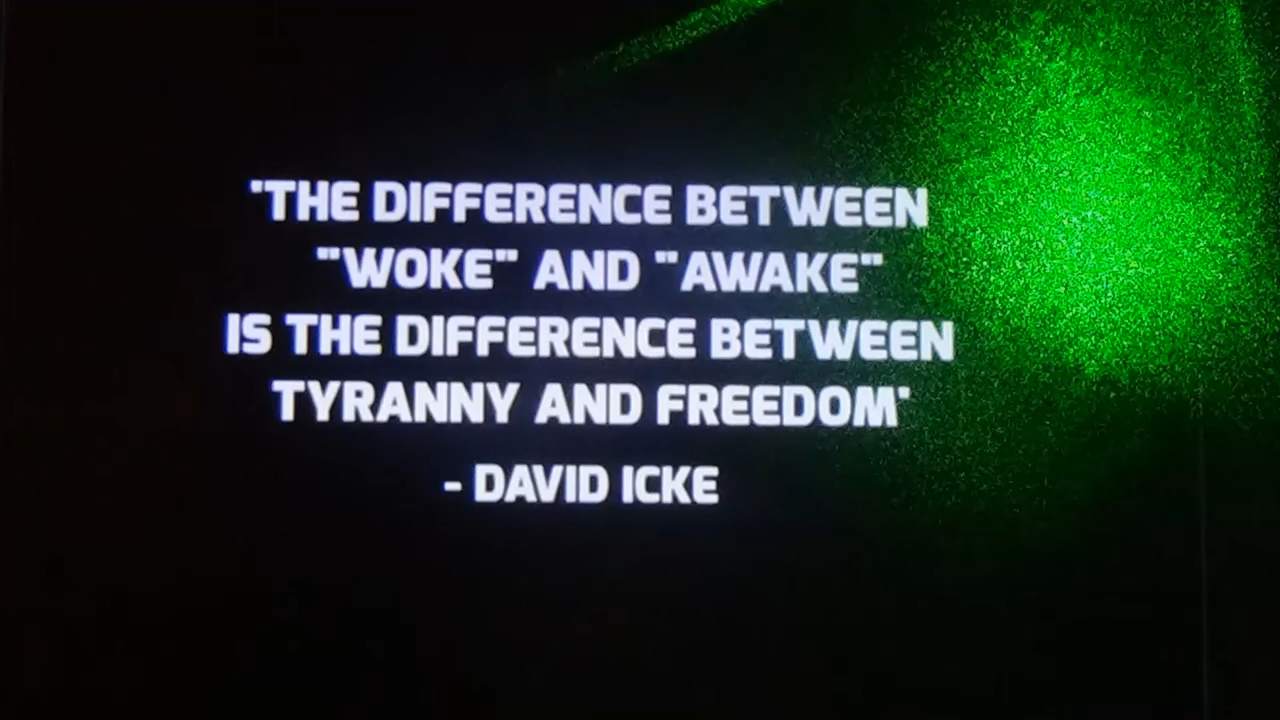 'THE DIFFERENCE BETWEEN
"WOKE" AND "AWAKE"
IS THE DIFFERENCE BETWEEN
TYRANNY AND FREEDOM'
- DAVID ICKE